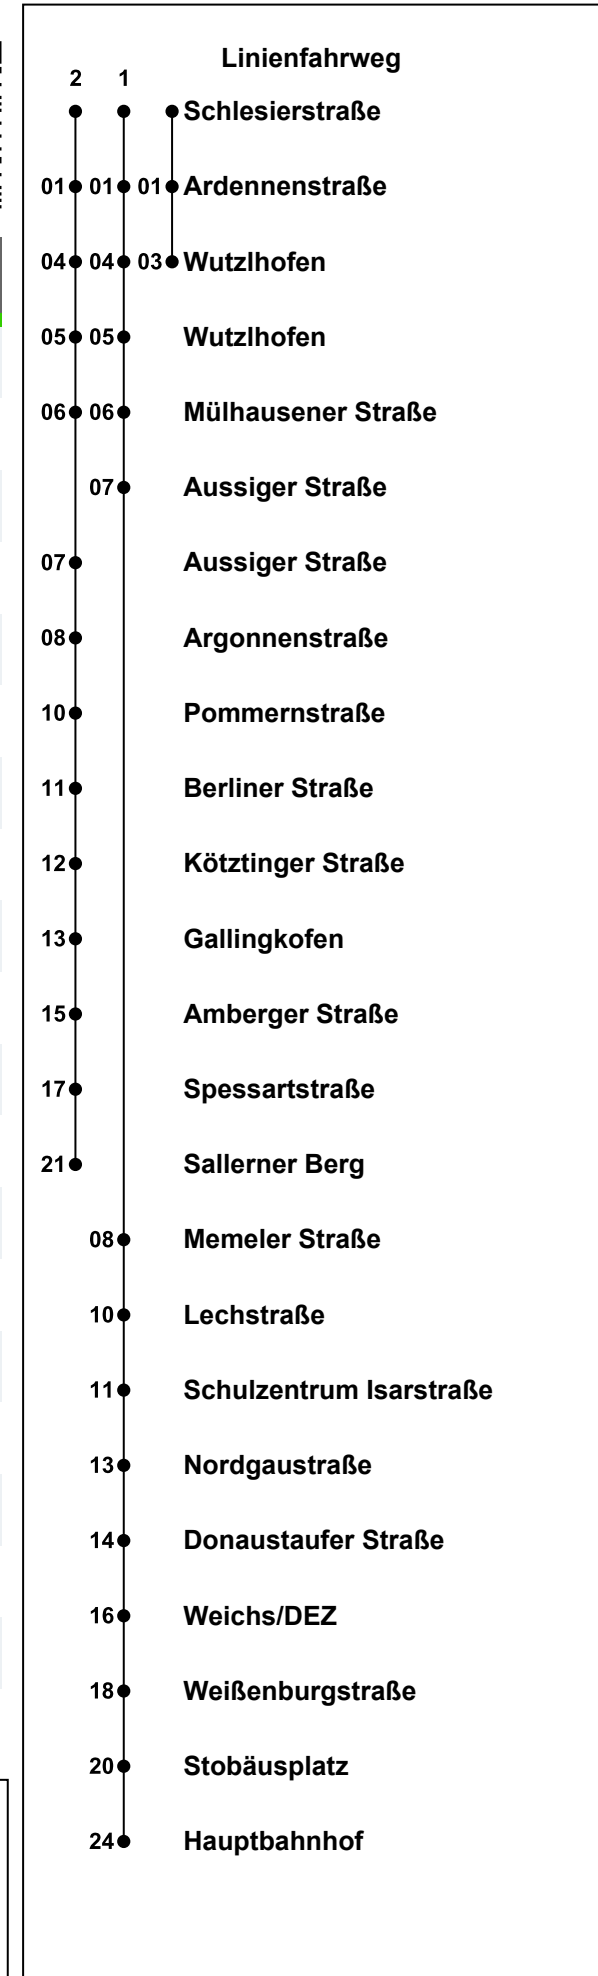 Linienfahrweg
2 1
Schlesierstraße
01 01 01 Ardennenstraße
04 04 03 Wutzlhofen
05 05 Wutzlhofen
06 06 Mülhausener Straße
07 Aussiger Straße
07 Aussiger Straße
08 Argonnenstraße
10 Pommernstraße
11 Berliner Straße
12 Kötztinger Straße
13 Gallingkofen
15 Amberger Straße
17 Spessartstraße
21 Sallerner Berg
08 Memeler Straße
10 Lechstraße
11 Schulzentrum Isarstraße
13 Nordgaustraße
14 Donaustaufer Straße
16 Weichs/DEZ
18 Weißenburgstraße
20 Stobäusplatz
24 Hauptbahnhof